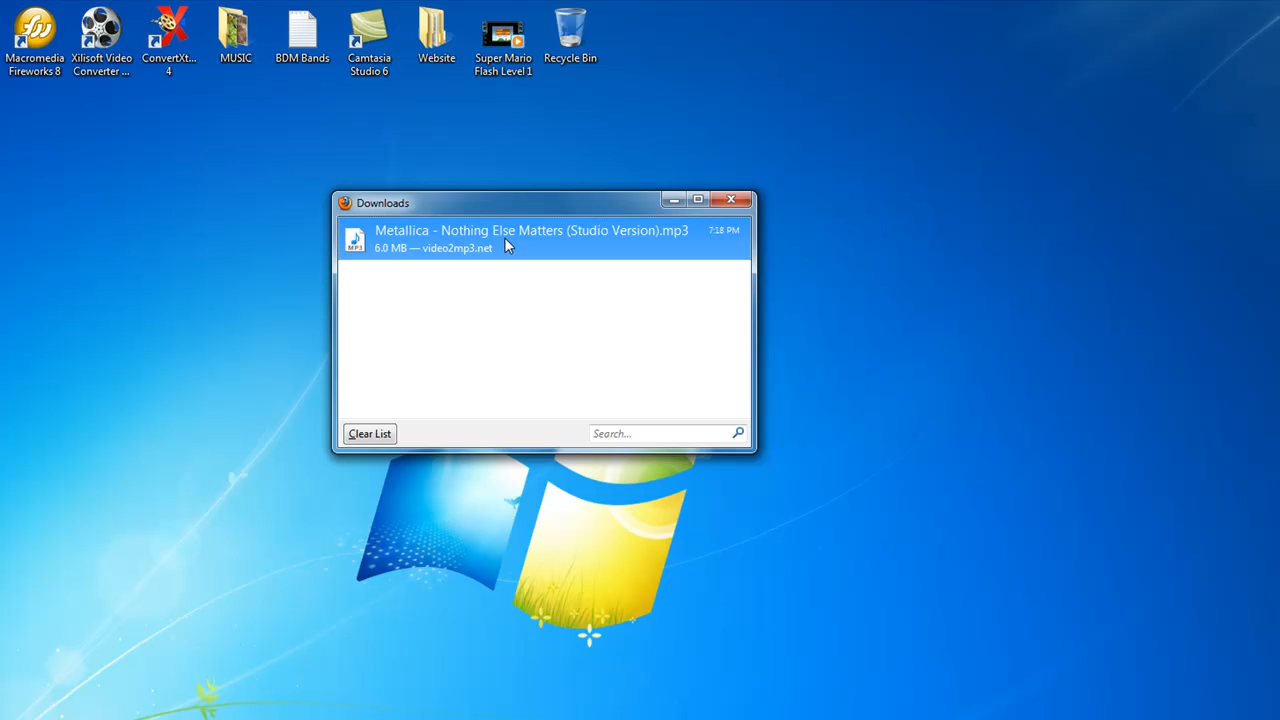 Macromedia
Fireworks 8
Xilisoft Video
Converter ...
ConvertXt...
4
MUSIC
BDM Bands
Camtasia
Studio 6
Website
Super Mario
Flash Level 1
Recycle Bin
Downloads
Metallica - Nothing Else Matters (Studio Version).mp3
7:18 PM
MP3
6.0 MB — video2mp3.net
Clear List
Search...